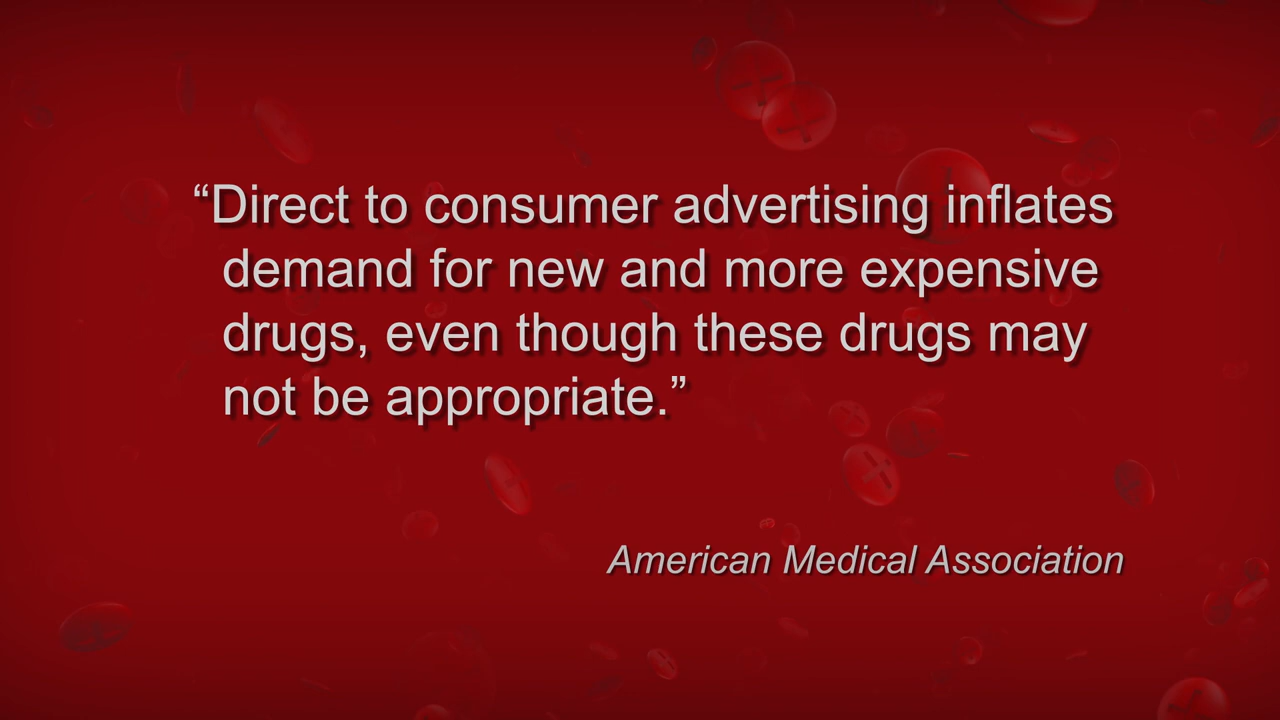 “Direct to consumer advertising inflates
demand for new and more expensive
drugs, even though these drugs may
not be appropriate.”
American Medical Association